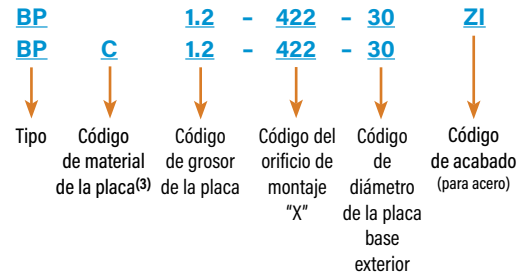 BP 1.2 - 422 - 30 ZI
BP C 1.2 - 422 - 30
Tipo
Código
de material
de la placa(3)
Código
de grosor
de la placa
Código del
orificio de
montaje
"X"
Código
de
diámetro
de la placa
base
exterior
Código
de acabado
(para acero)